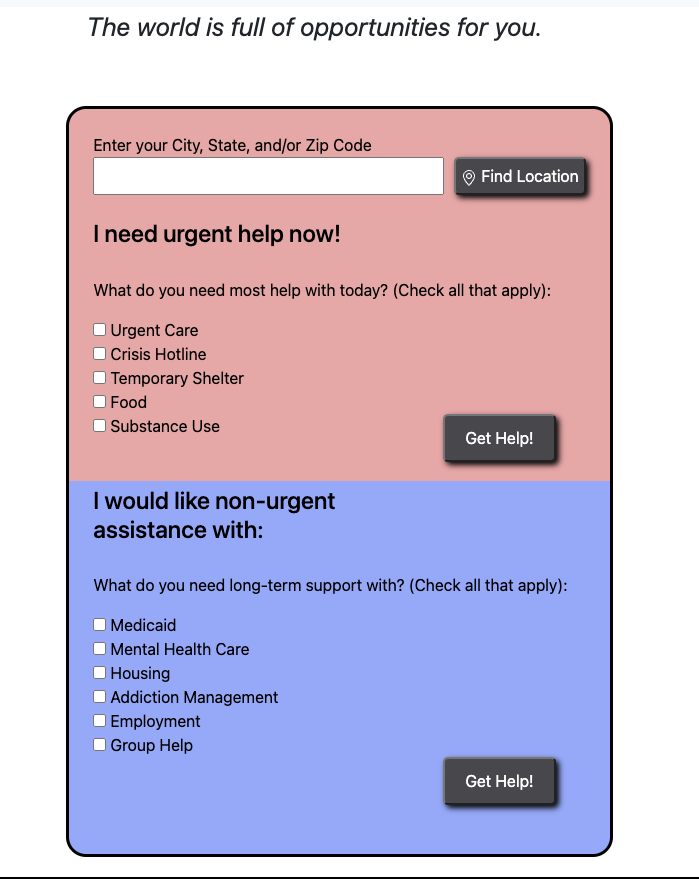 The world is full of opportunities for you.
Enter your City, State, and/or Zip Code
Find Location
I need urgent help now!
What do you need most help with today? (Check all that apply):
Urgent Care
Crisis Hotline
Temporary Shelter
Food
Substance Use
Get Help!
I would like non-urgent
assistance with:
What do you need long-term support with? (Check all that apply):
Medicaid
Mental Health Care
Housing
Addiction Management
Employment
Group Help
Get Help!